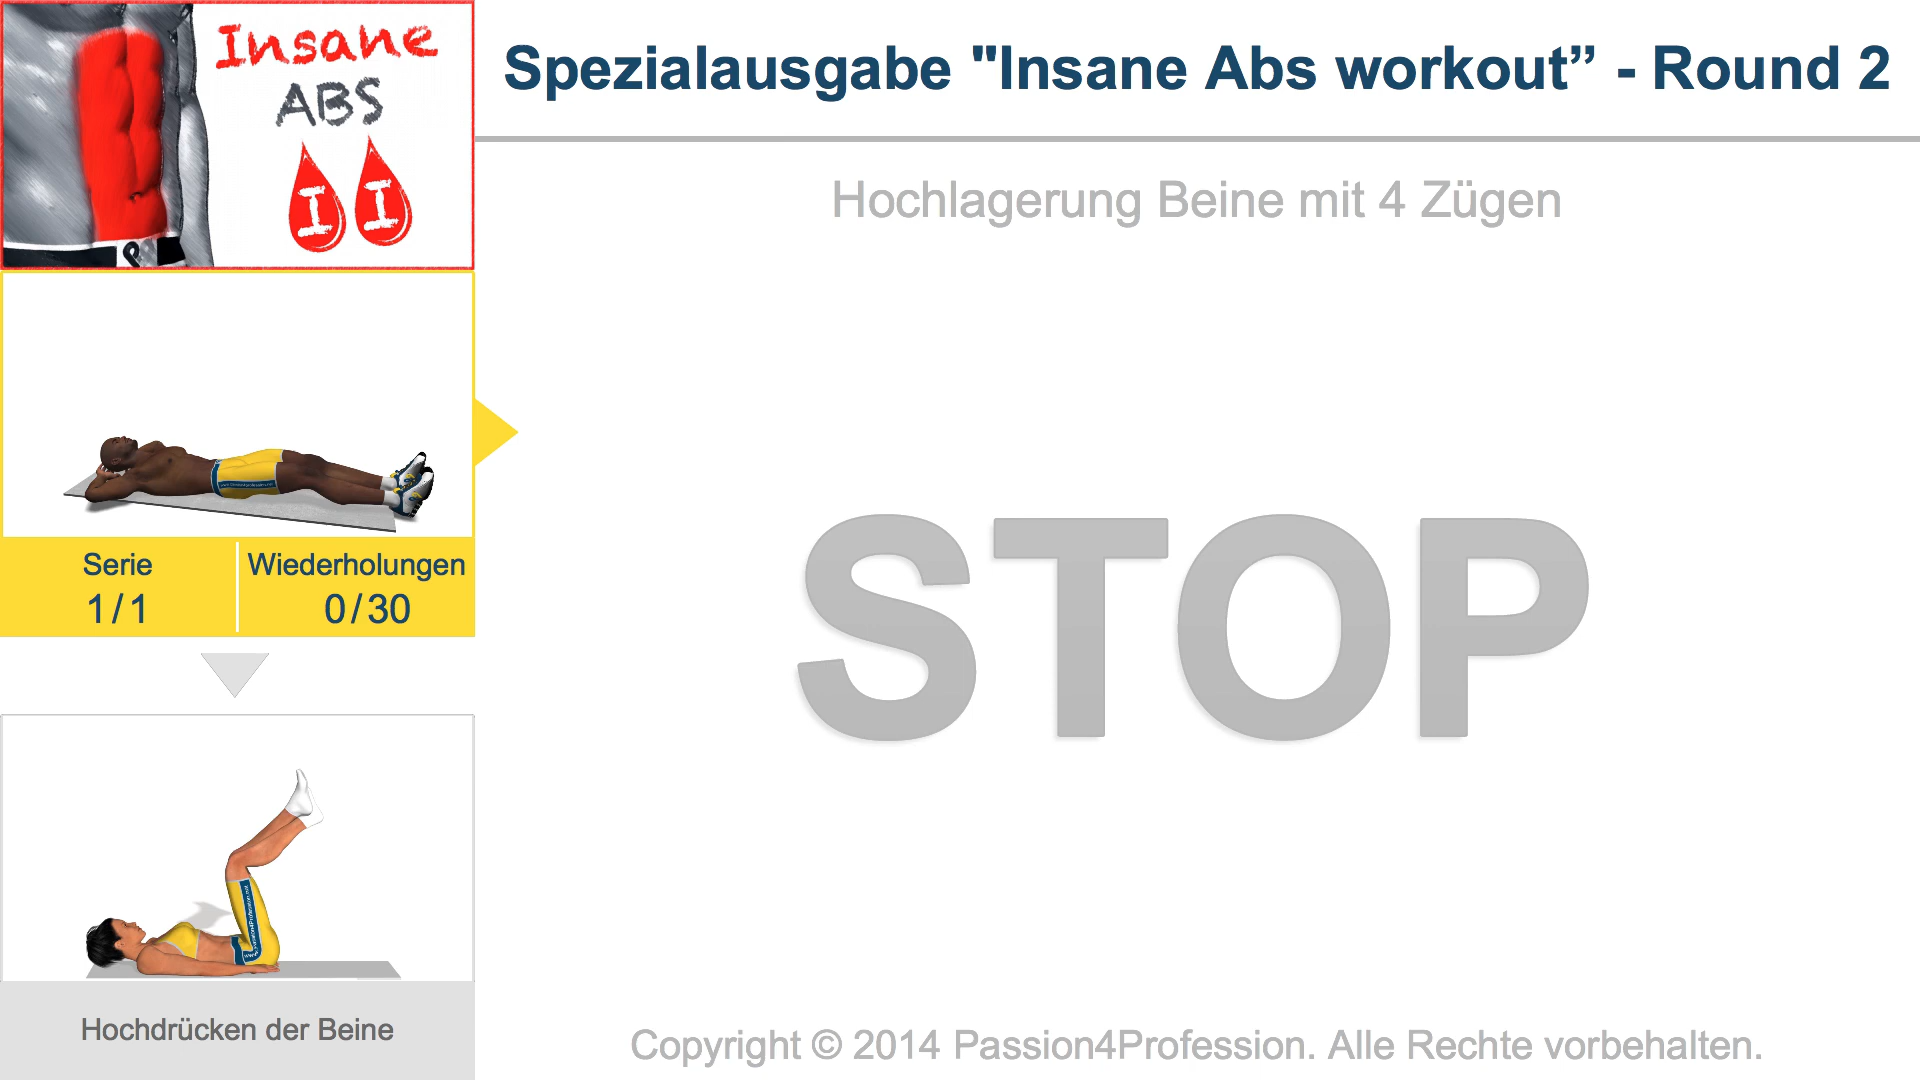 Insane
ABS
I I
Spezialausgabe "Insane Abs workout” - Round 2
Hochlagerung Beine mit 4 Zügen
STOP
Serie
1/1
Wiederholungen
0/30
Hochdrücken der Beine
Copyright © 2014 Passion4Profession. Alle Rechte vorbehalten.